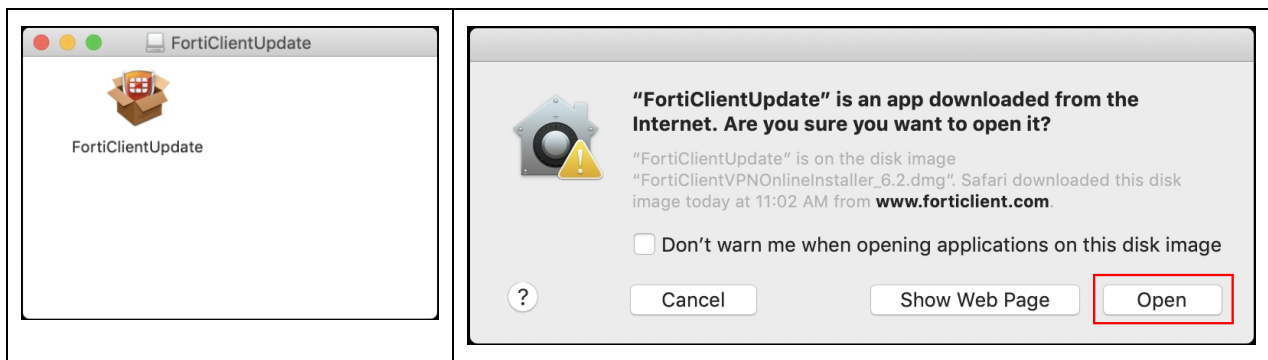 FortiClientUpdate
FortiClientUpdate
“FortiClientUpdate” is an app downloaded from the
Internet. Are you sure you want to open it?
“FortiClientUpdate” is on the disk image
“FortiClientVPNOnlineInstaller_6.2.dmg”. Safari downloaded this disk
image today at 11:02 AM from www.forticlient.com.
Don’t warn me when opening applications on this disk image
? Cancel Show Web Page Open